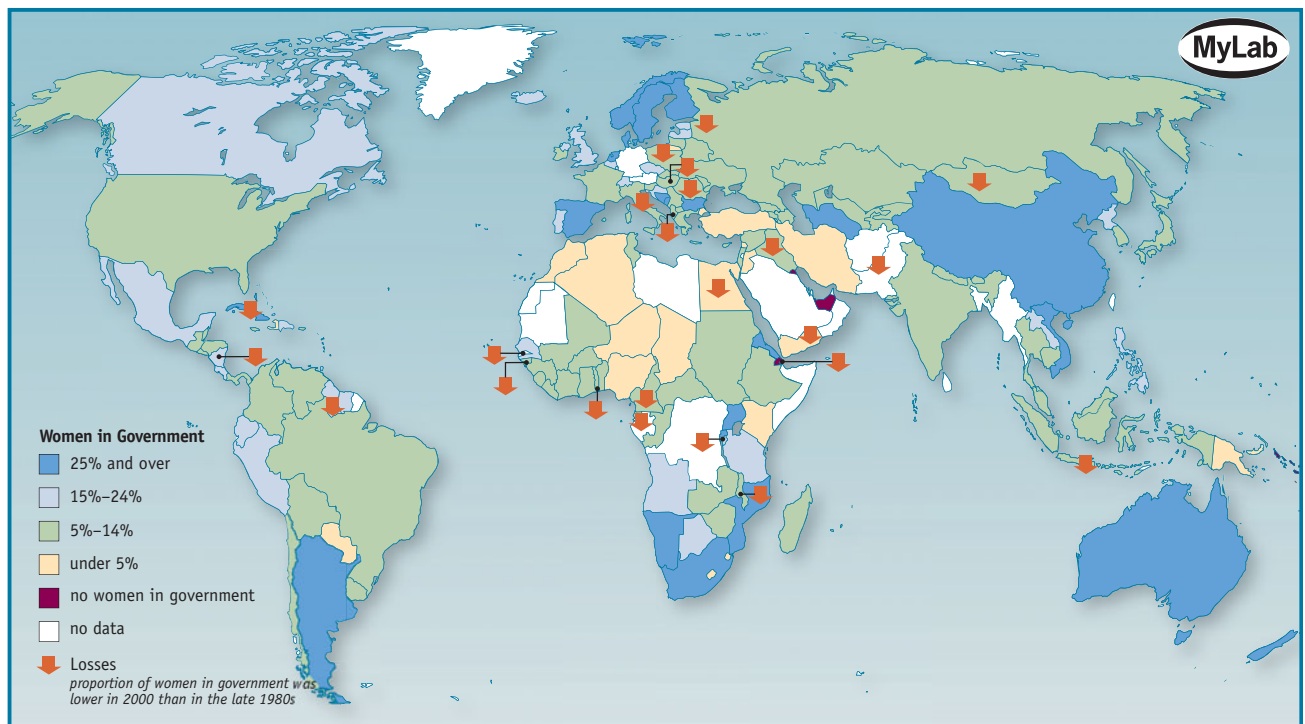 MyLab
Women in Government
25% and over
15%–24%
5%–14%
under 5%
no women in government
no data
Losses
proportion of women in government was
lower in 2000 than in the late 1980s